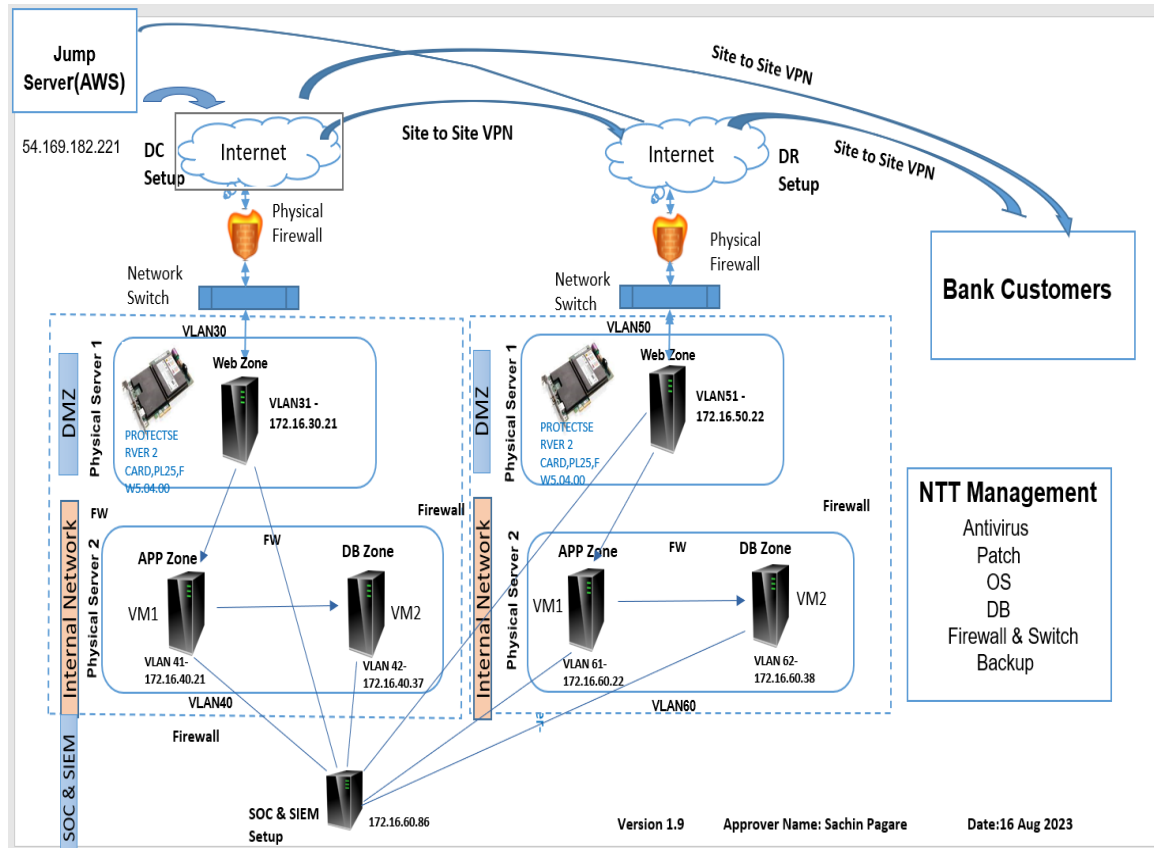 Jump
Server(AWS)
54.169.182.221
DC
Setup
Internet
Site to Site VPN
Site to Site VPN
Site to Site VPN
Internet
DR
Setup
Physical
Firewall
Network
Switch
Physical
Firewall
Network
Switch
Bank Customers
VLAN30
DMZ
Physical Server 1
Web Zone
VLAN31 -
172.16.30.21
PROTECTSE
RVER 2
CARD,PL25,F
W5.04.00
VLAN50
DMZ
Physical Server 1
Web Zone
VLAN51 -
172.16.50.22
PROTECTSE
RVER 2
CARD,PL25,F
W5.04.00
Internal Network
FW
Physical Server 2
Firewall
FW
APP Zone
DB Zone
VM1
VM2
VLAN 41-
172.16.40.21
VLAN 42-
172.16.40.37
VLAN40
Firewall
Internal Network
Physical Server 2
Firewall
FW
APP Zone
DB Zone
VM1
VM2
VLAN 61-
172.16.60.22
VLAN 62-
172.16.60.38
VLAN60
er-
NTT Management
Antivirus
Patch
OS
DB
Firewall & Switch
Backup
SOC & SIEM
SOC & SIEM
Setup
172.16.60.86
Version 1.9 Approver Name: Sachin Pagare Date:16 Aug 2023